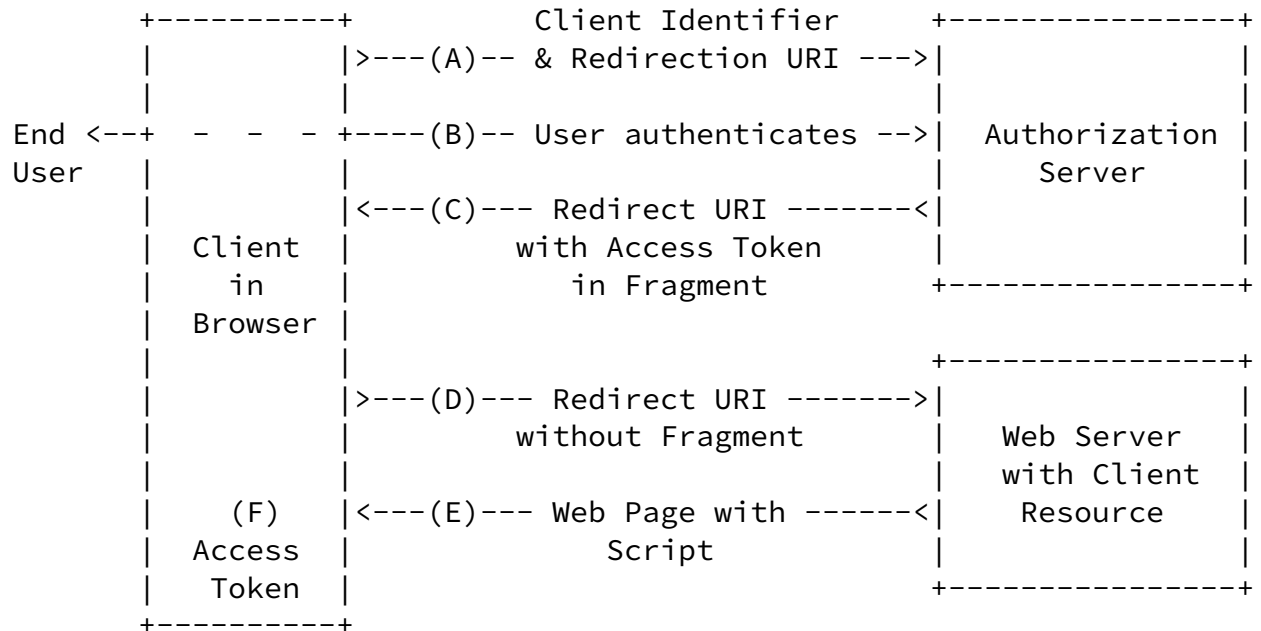 +----------+          Client Identifier     +----------------+
     |          |>---(A)-- & Redirection URI --->|                |
     |          |                                |                |
End <--+  -  -  - +----(B)-- User authenticates -->|  Authorization |
User |          |                                |     Server     |
     |          |<---(C)--- Redirect URI -------<|                |
     |  Client  |         with Access Token      |                |
     |    in    |            in Fragment         +----------------+
     |  Browser |
     |          |                                +----------------+
     |          |>---(D)--- Redirect URI ------->|                |
     |          |         without Fragment       |   Web Server   |
     |          |                                |   with Client  |
     |    (F)   |<---(E)--- Web Page with ------<|    Resource    |
     |  Access  |              Script            |                |
     |   Token  |                                +----------------+
     +----------+